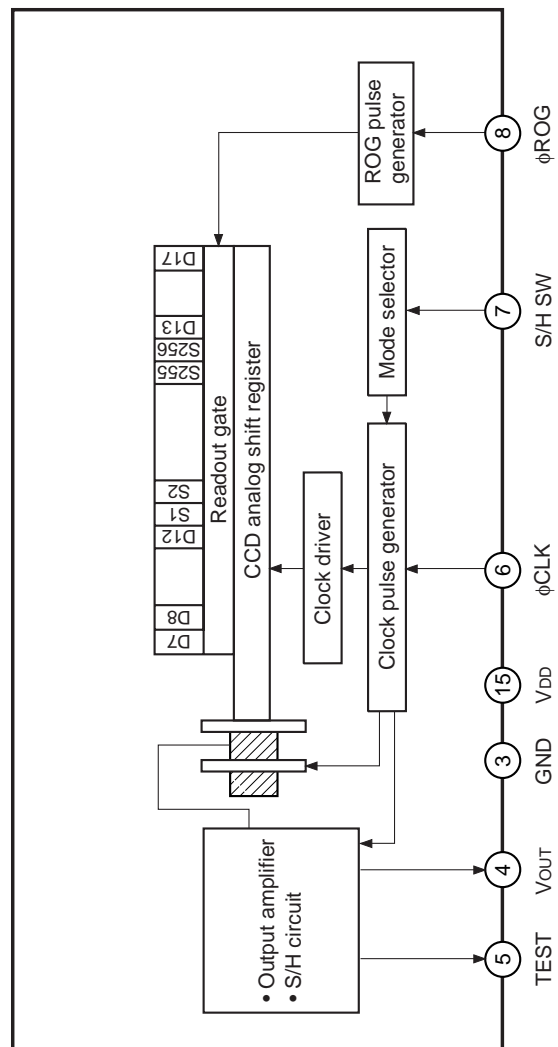 D17
D13
S256
S255
S2
S1
D12
D8
D7
Readout gate
CCD analog shift register
ROG pulse
generator
Mode selector
Clock driver
Clock pulse generator
• Output amplifier
• S/H circuit
8
φROG
7
S/H SW
6
φCLK
15
VDD
3
GND
4
VOUT
5
TEST